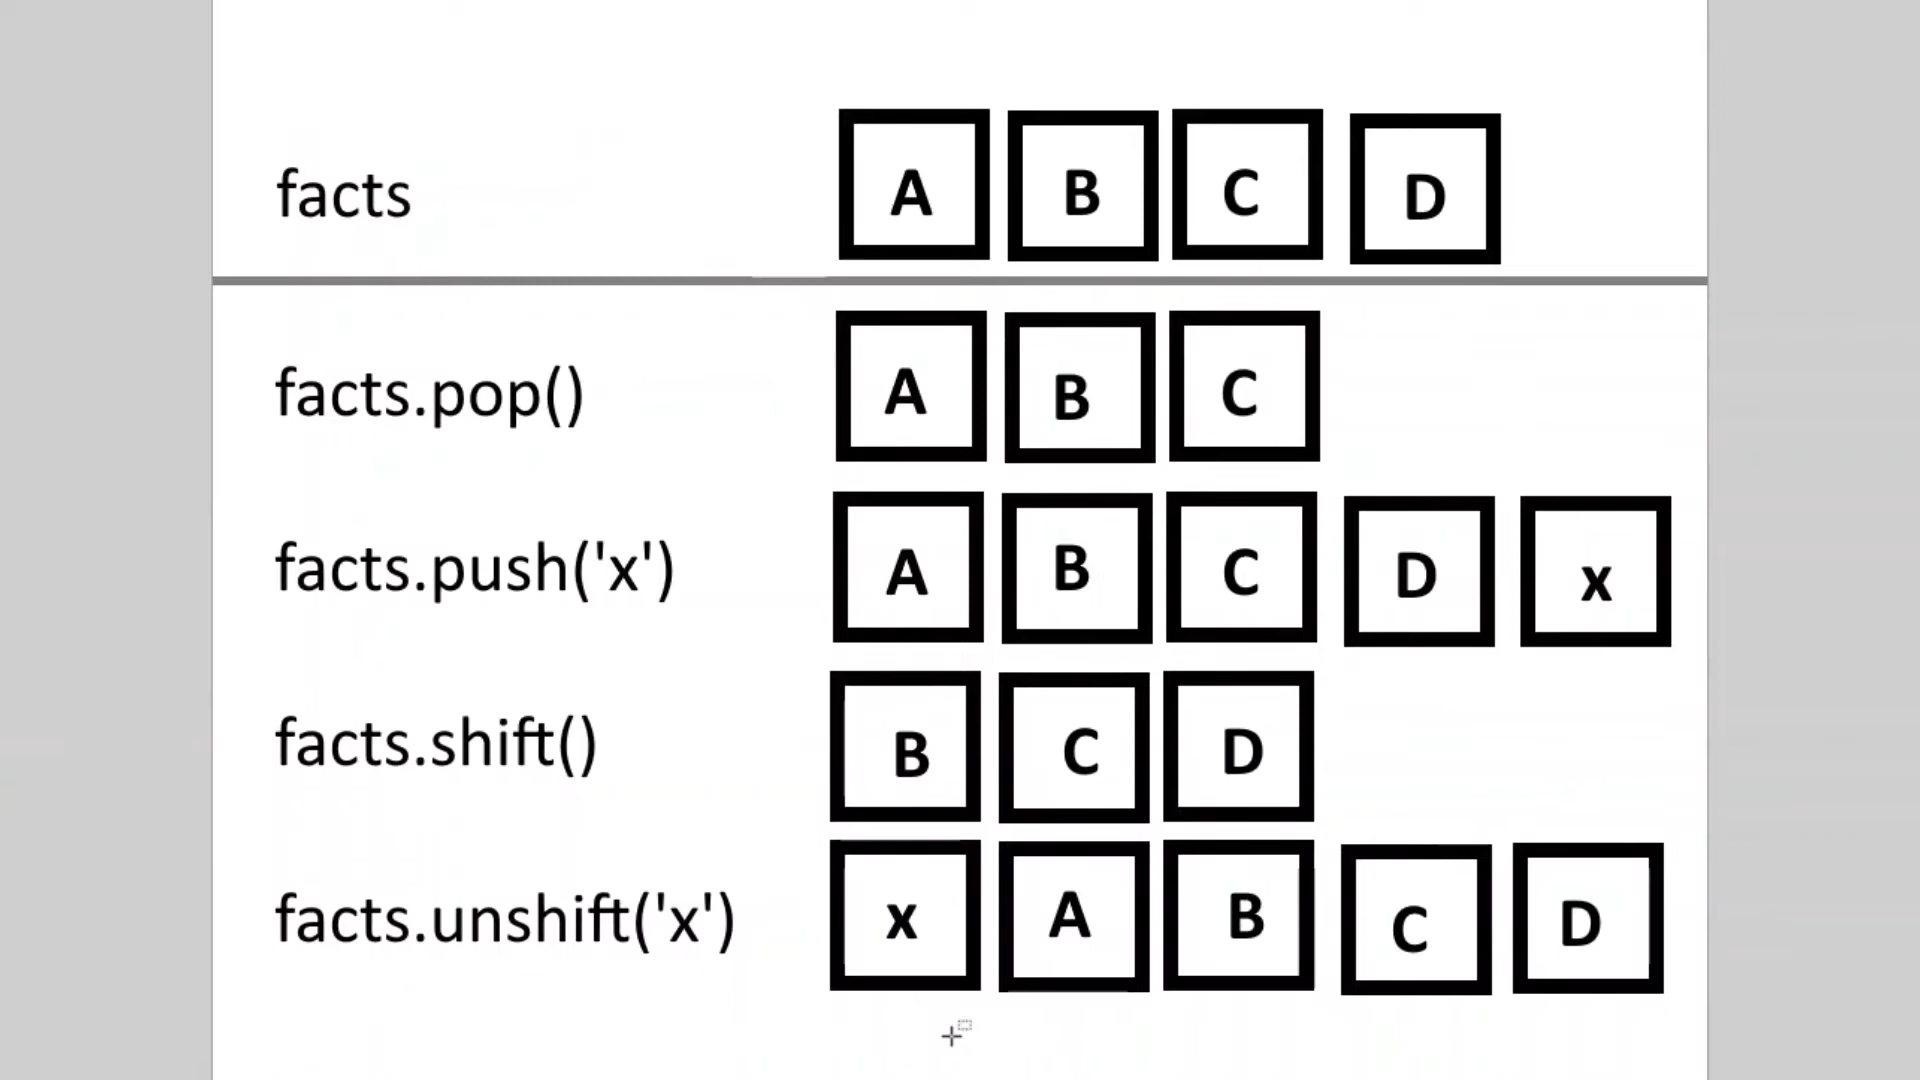 facts A B C D
facts.pop() A B C
facts.push('x') A B C D x
facts.shift() B C D
facts.unshift('x') x A B C D